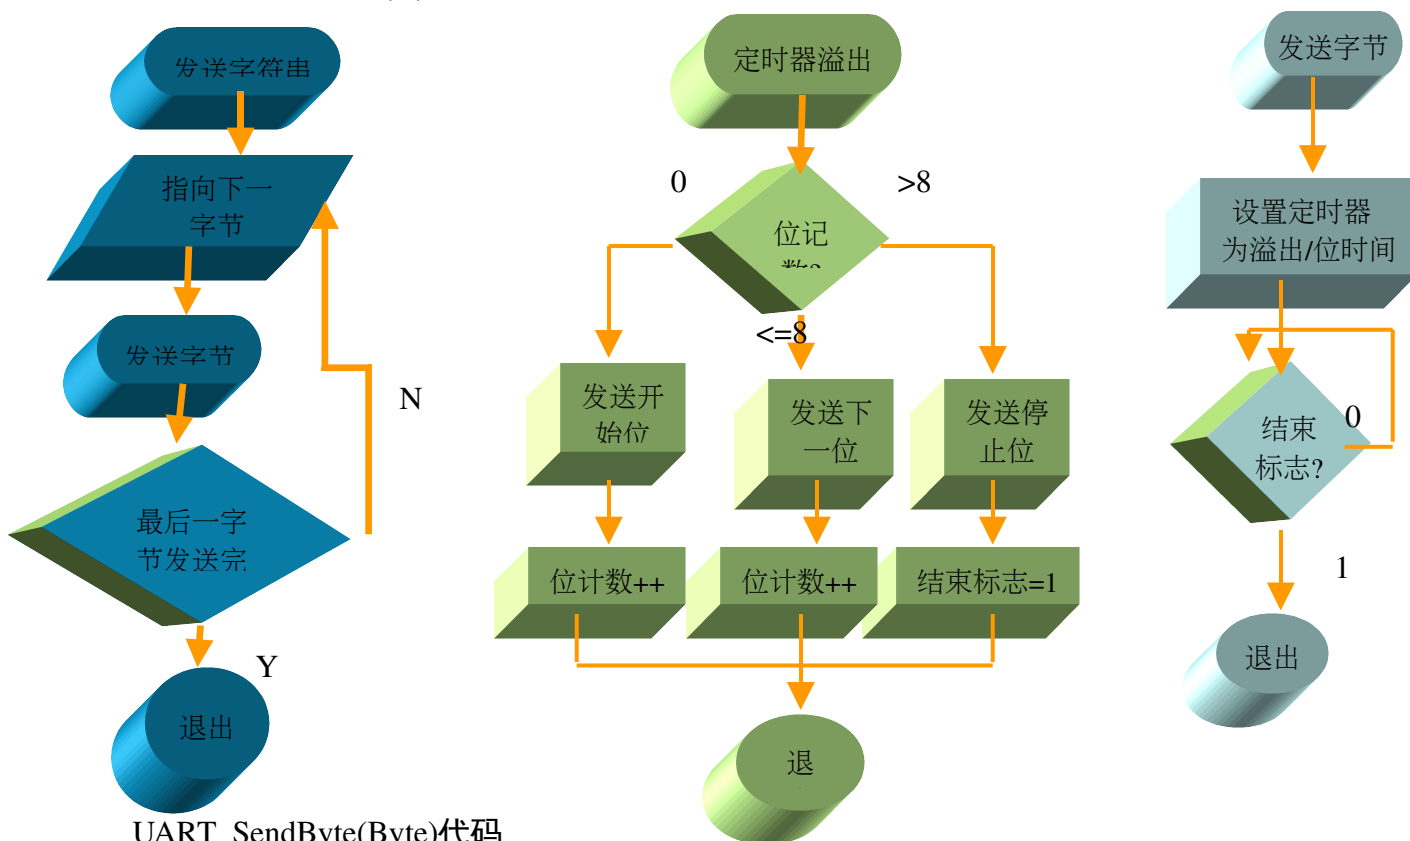 发送字符串
指向下一
字节
发送字节
N
最后一字
节发送完
Y
退出
定时器溢出
0
>8
位记
数?
<=8
发送开
始位
发送下
一位
发送停
止位
位计数++
位计数++
结束标志=1
退
发送字节
设置定时器
为溢出/位时间
结束
标志?
0
1
退出
UART_SendByte(Byte)代码